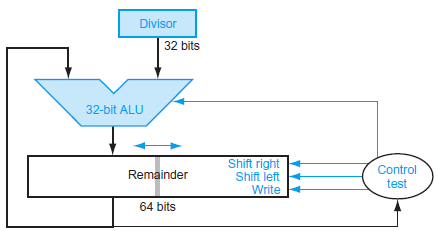 Divisor
32 bits
32-bit ALU
Remainder
Shift right
Shift left
Write
Control
test
64 bits